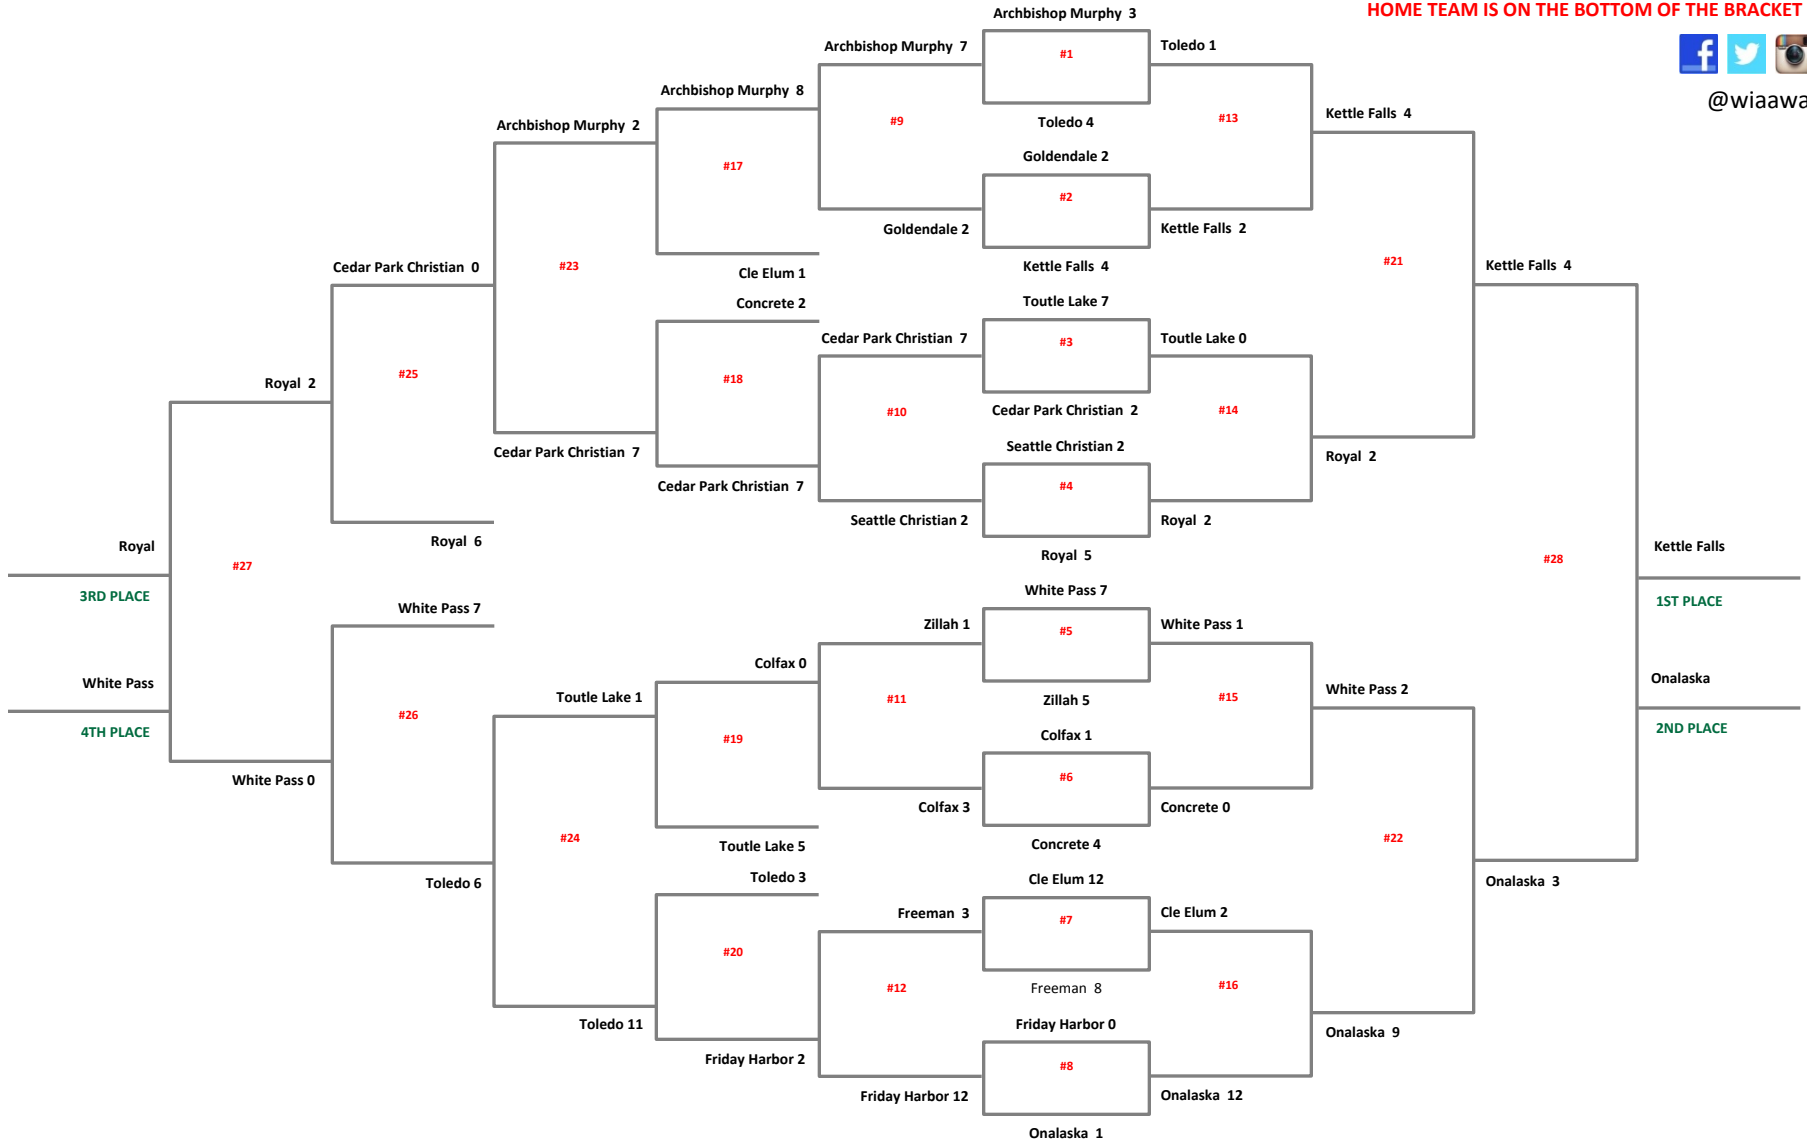 HOME TEAM IS ON THE BOTTOM OF THE BRACKET
@wiaawa
Archbishop Murphy 3
#1
Toledo 4
Goldendale 2
#2
Kettle Falls 4
Toutle Lake 7
#3
Cedar Park Christian 2
Seattle Christian 2
#4
Royal 5
White Pass 7
#5
Zillah 5
Colfax 1
#6
Concrete 4
Cle Elum 12
#7
Freeman 8
Friday Harbor 0
#8
Onalaska 1
Toledo 1
#13
Kettle Falls 2
Toutle Lake 0
#14
Royal 2
White Pass 1
#15
Concrete 0
Cle Elum 2
#16
Onalaska 12
Kettle Falls 4
#21
Royal 2
White Pass 2
#22
Onalaska 9
Kettle Falls 4
#28
Onalaska 3
Kettle Falls
1ST PLACE
Onalaska
2ND PLACE
Archbishop Murphy 7
#9
Goldendale 2
Cedar Park Christian 7
#10
Seattle Christian 2
Zillah 1
#11
Colfax 3
Freeman 3
#12
Friday Harbor 12
Archbishop Murphy 8
#17
Cle Elum 1
Concrete 2
#18
Cedar Park Christian 7
Colfax 0
#19
Toutle Lake 5
Toledo 3
#20
Friday Harbor 2
Archbishop Murphy 2
#23
Cedar Park Christian 7
Toutle Lake 1
#24
Toledo 11
Cedar Park Christian 0
#25
Royal 6
White Pass 7
#26
Toledo 6
Royal 2
#27
White Pass 0
Royal
3RD PLACE
White Pass
4TH PLACE